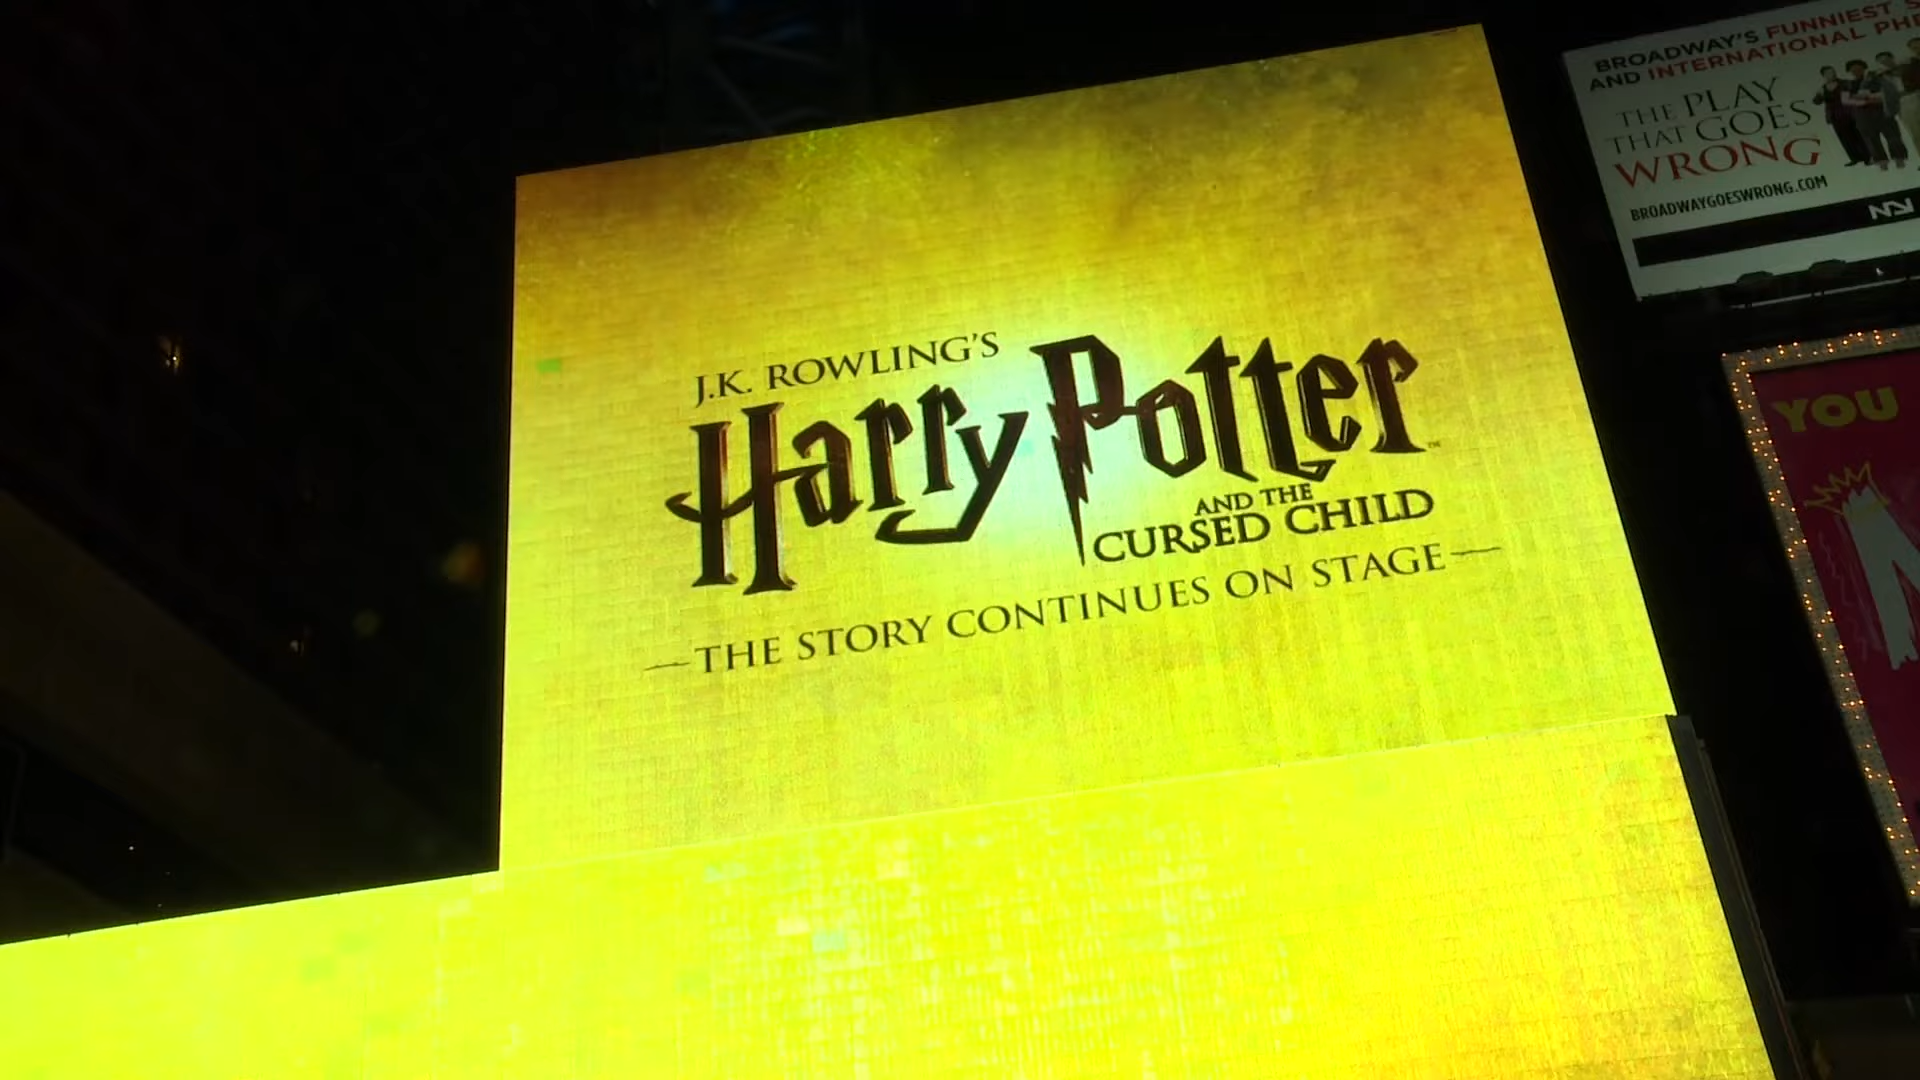 J.K. ROWLING'S
Harry Potter™
AND THE
CURSED CHILD
—THE STORY CONTINUES ON STAGE—
BROADWAY'S FUNNIEST
AND INTERNATIONAL
THE PLAY
THAT GOES
WRONG
BROADWAYGOESWRONG.COM
YOU